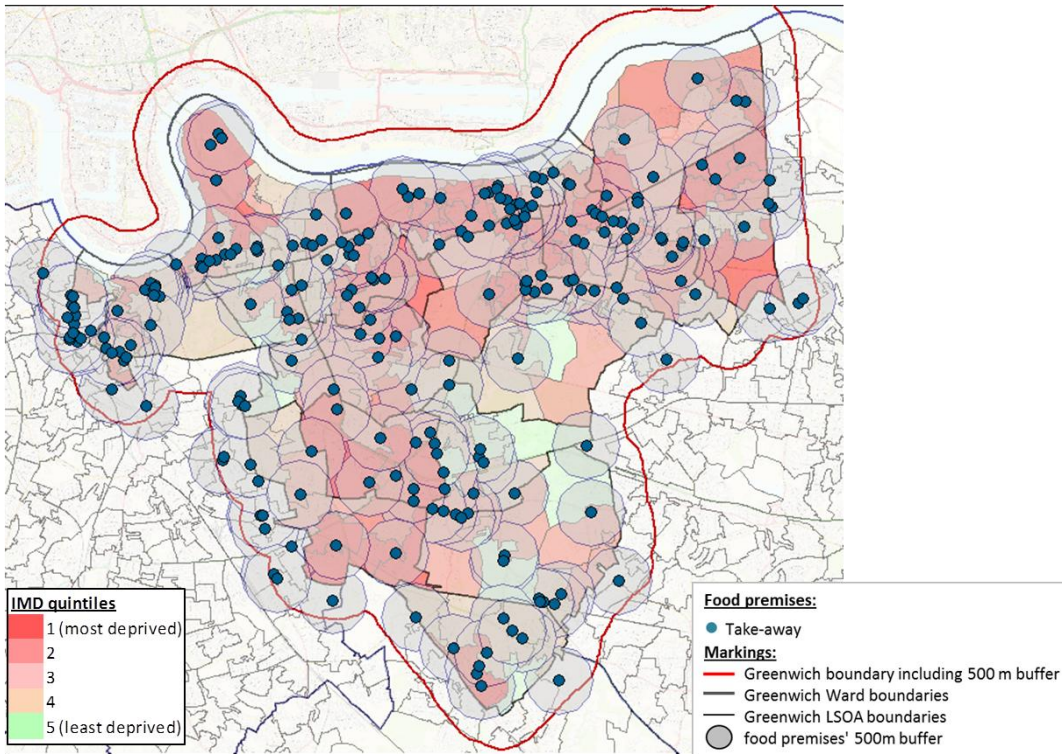 IMD quintiles
1 (most deprived)
2
3
4
5 (least deprived)
Food premises:
Take-away
Markings:
Greenwich boundary including 500 m buffer
Greenwich Ward boundaries
Greenwich LSOA boundaries
food premises' 500m buffer